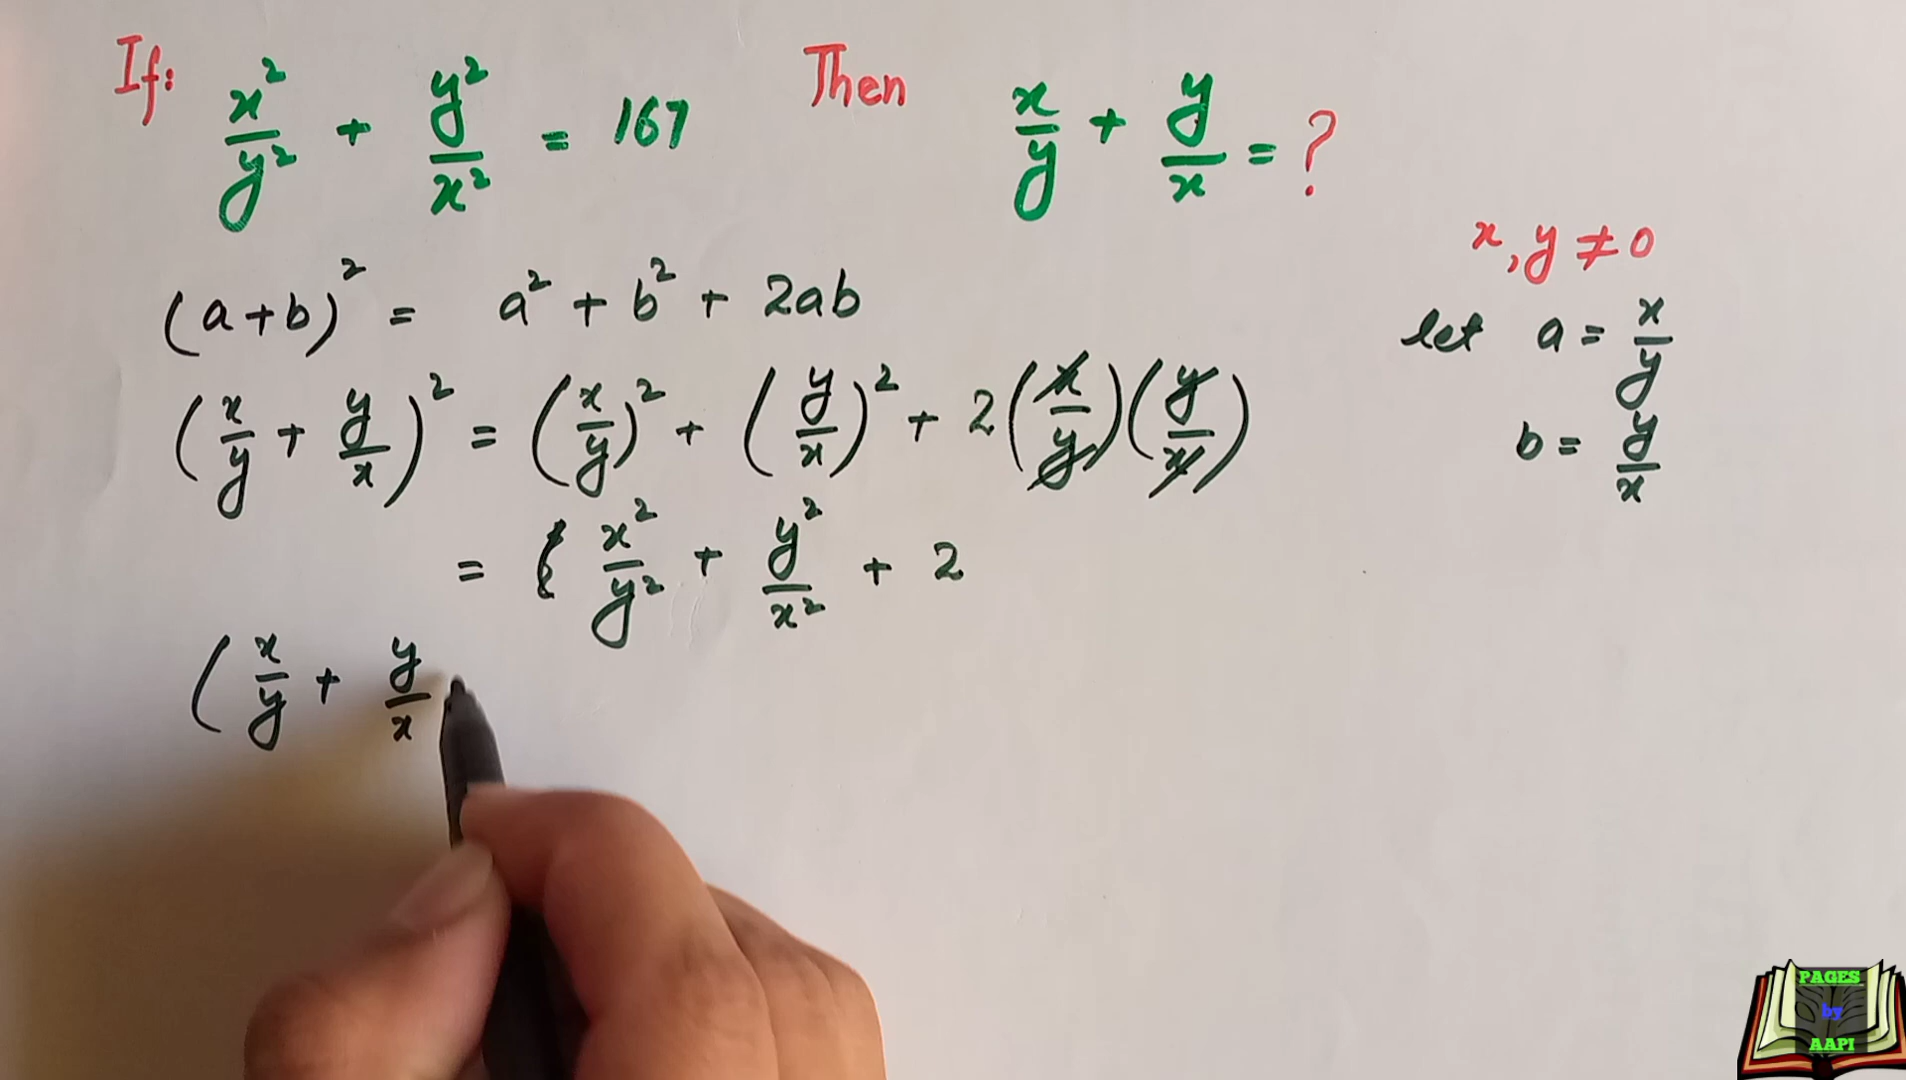 If: x²/y² + y²/x² = 167 Then x/y + y/x = ?
x, y ≠ 0
(a+b)² = a² + b² + 2ab
let a = x/y
(x/y + y/x)² = (x/y)² + (y/x)² + 2(x/y)(y/x)
b = y/x
= x²/y² + y²/x² + 2
(x/y + y/x
PAGES
by
AAPI